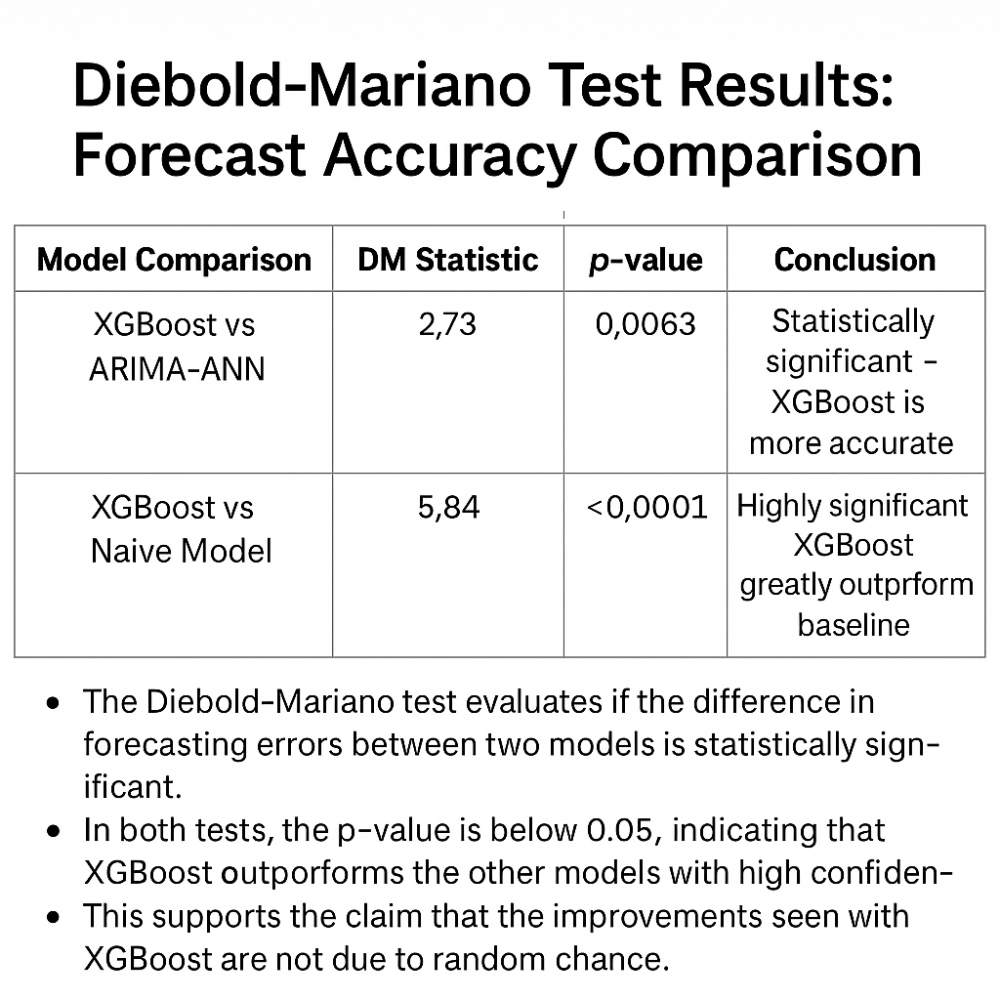 Diebold-Mariano Test Results:
Forecast Accuracy Comparison
Model Comparison DM Statistic p-value Conclusion
XGBoost vs
ARIMA-ANN
2,73
0,0063
Statistically
significant -
XGBoost is
more accurate
XGBoost vs
Naive Model
5,84
<0,0001
Highly significant
XGBoost
greatly outprform
baseline
• The Diebold-Mariano test evaluates if the difference in
forecasting errors between two models is statistically sign-
ificant.
• In both tests, the p-value is below 0.05, indicating that
XGBoost outporforms the other models with high confiden-
• This supports the claim that the improvements seen with
XGBoost are not due to random chance.